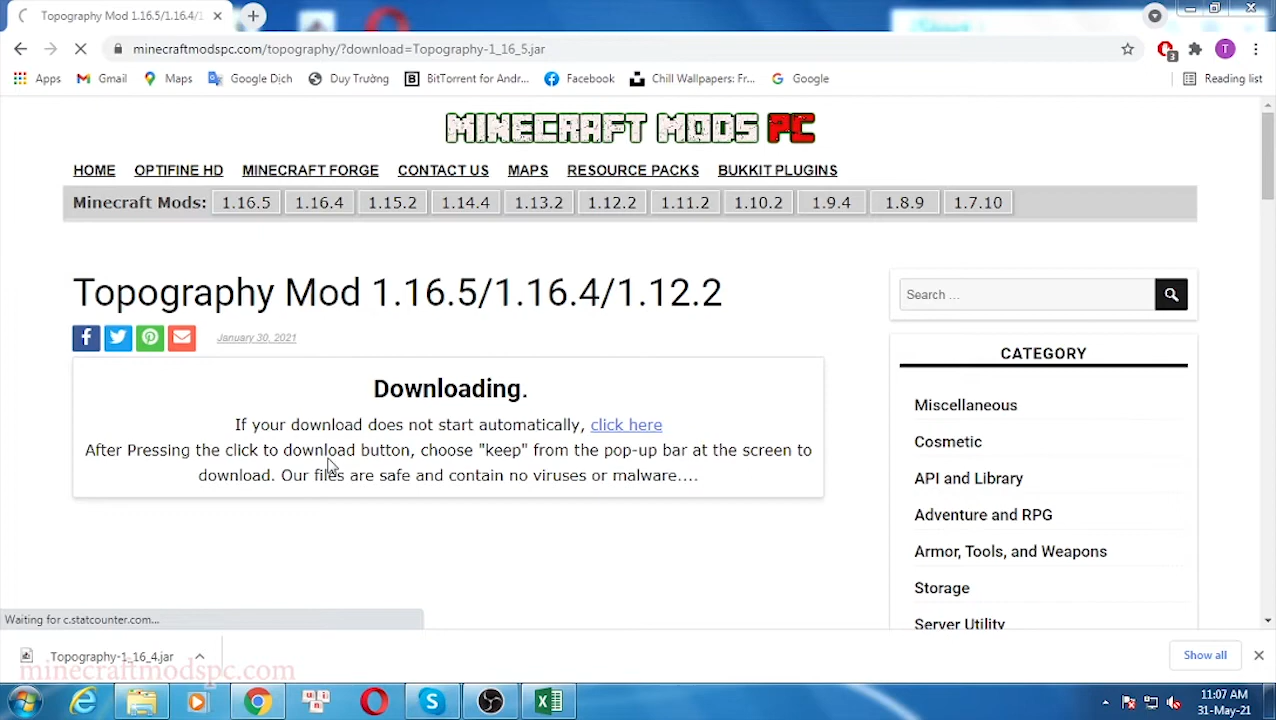 Topography Mod 1.16.5/1.16.4/1
minecraftmodspc.com/topography/?download=Topography-1_16_5.jar
3
T
Apps
Gmail
Maps
Google Dịch
Duy Trường
BitTorrent for Andr...
Facebook
Chill Wallpapers: Fr...
Google
Reading list
MINECRAFT MODS PC
HOME OPTIFINE HD MINECRAFT FORGE CONTACT US MAPS RESOURCE PACKS BUKKIT PLUGINS
Minecraft Mods: 1.16.5 1.16.4 1.15.2 1.14.4 1.13.2 1.12.2 1.11.2 1.10.2 1.9.4 1.8.9 1.7.10
Topography Mod 1.16.5/1.16.4/1.12.2
January 30, 2021
Downloading.
If your download does not start automatically, click here
After Pressing the click to download button, choose "keep" from the pop-up bar at the screen to
download. Our files are safe and contain no viruses or malware....
Search …
CATEGORY
Miscellaneous
Cosmetic
API and Library
Adventure and RPG
Armor, Tools, and Weapons
Storage
Server Utility
Waiting for c.statcounter.com...
Topography-1_16_4.jar
Show all
minecraftmodspc.com
11:07 AM
31-May-21